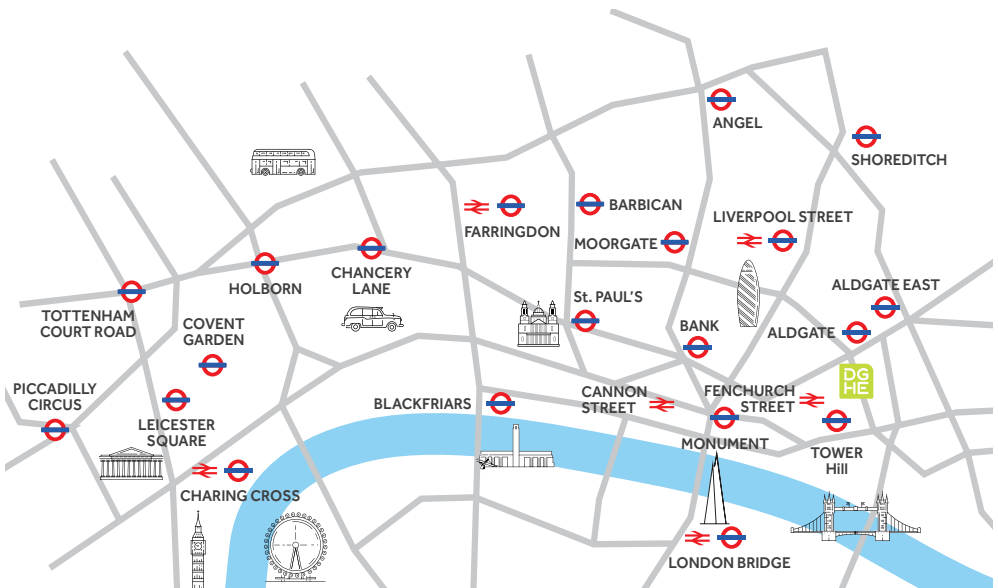 ANGEL
SHOREDITCH
BARBICAN
FARRINGDON
LIVERPOOL STREET
MOORGATE
CHANCERY
LANE
HOLBORN
ALDGATE EAST
St. PAUL'S
TOTTENHAM
COURT ROAD
COVENT
GARDEN
BANK
ALDGATE
DG
HE
PICCADILLY
CIRCUS
LEICESTER
SQUARE
BLACKFRIARS
CANNON
STREET
FENCHURCH
STREET
MONUMENT
TOWER
Hill
CHARING CROSS
LONDON BRIDGE